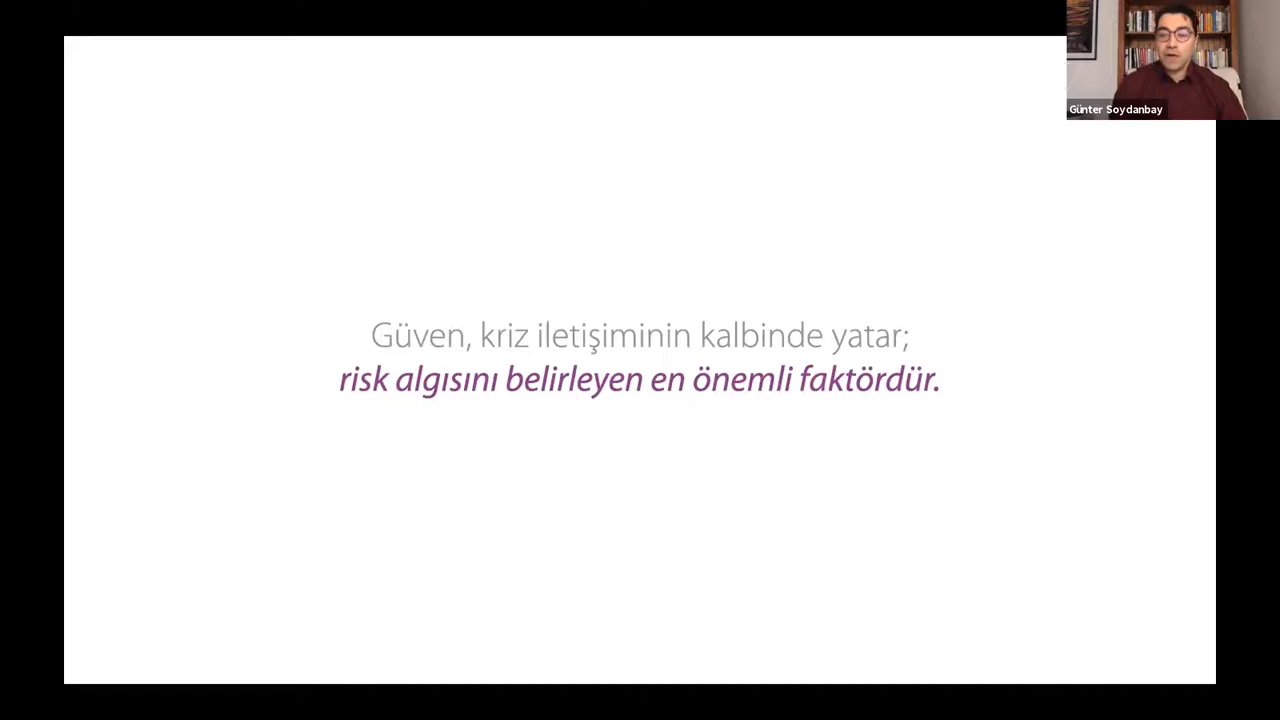 Günter Soydanbay
Güven, kriz iletişiminin kalbinde yatar;
risk algısını belirleyen en önemli faktördür.